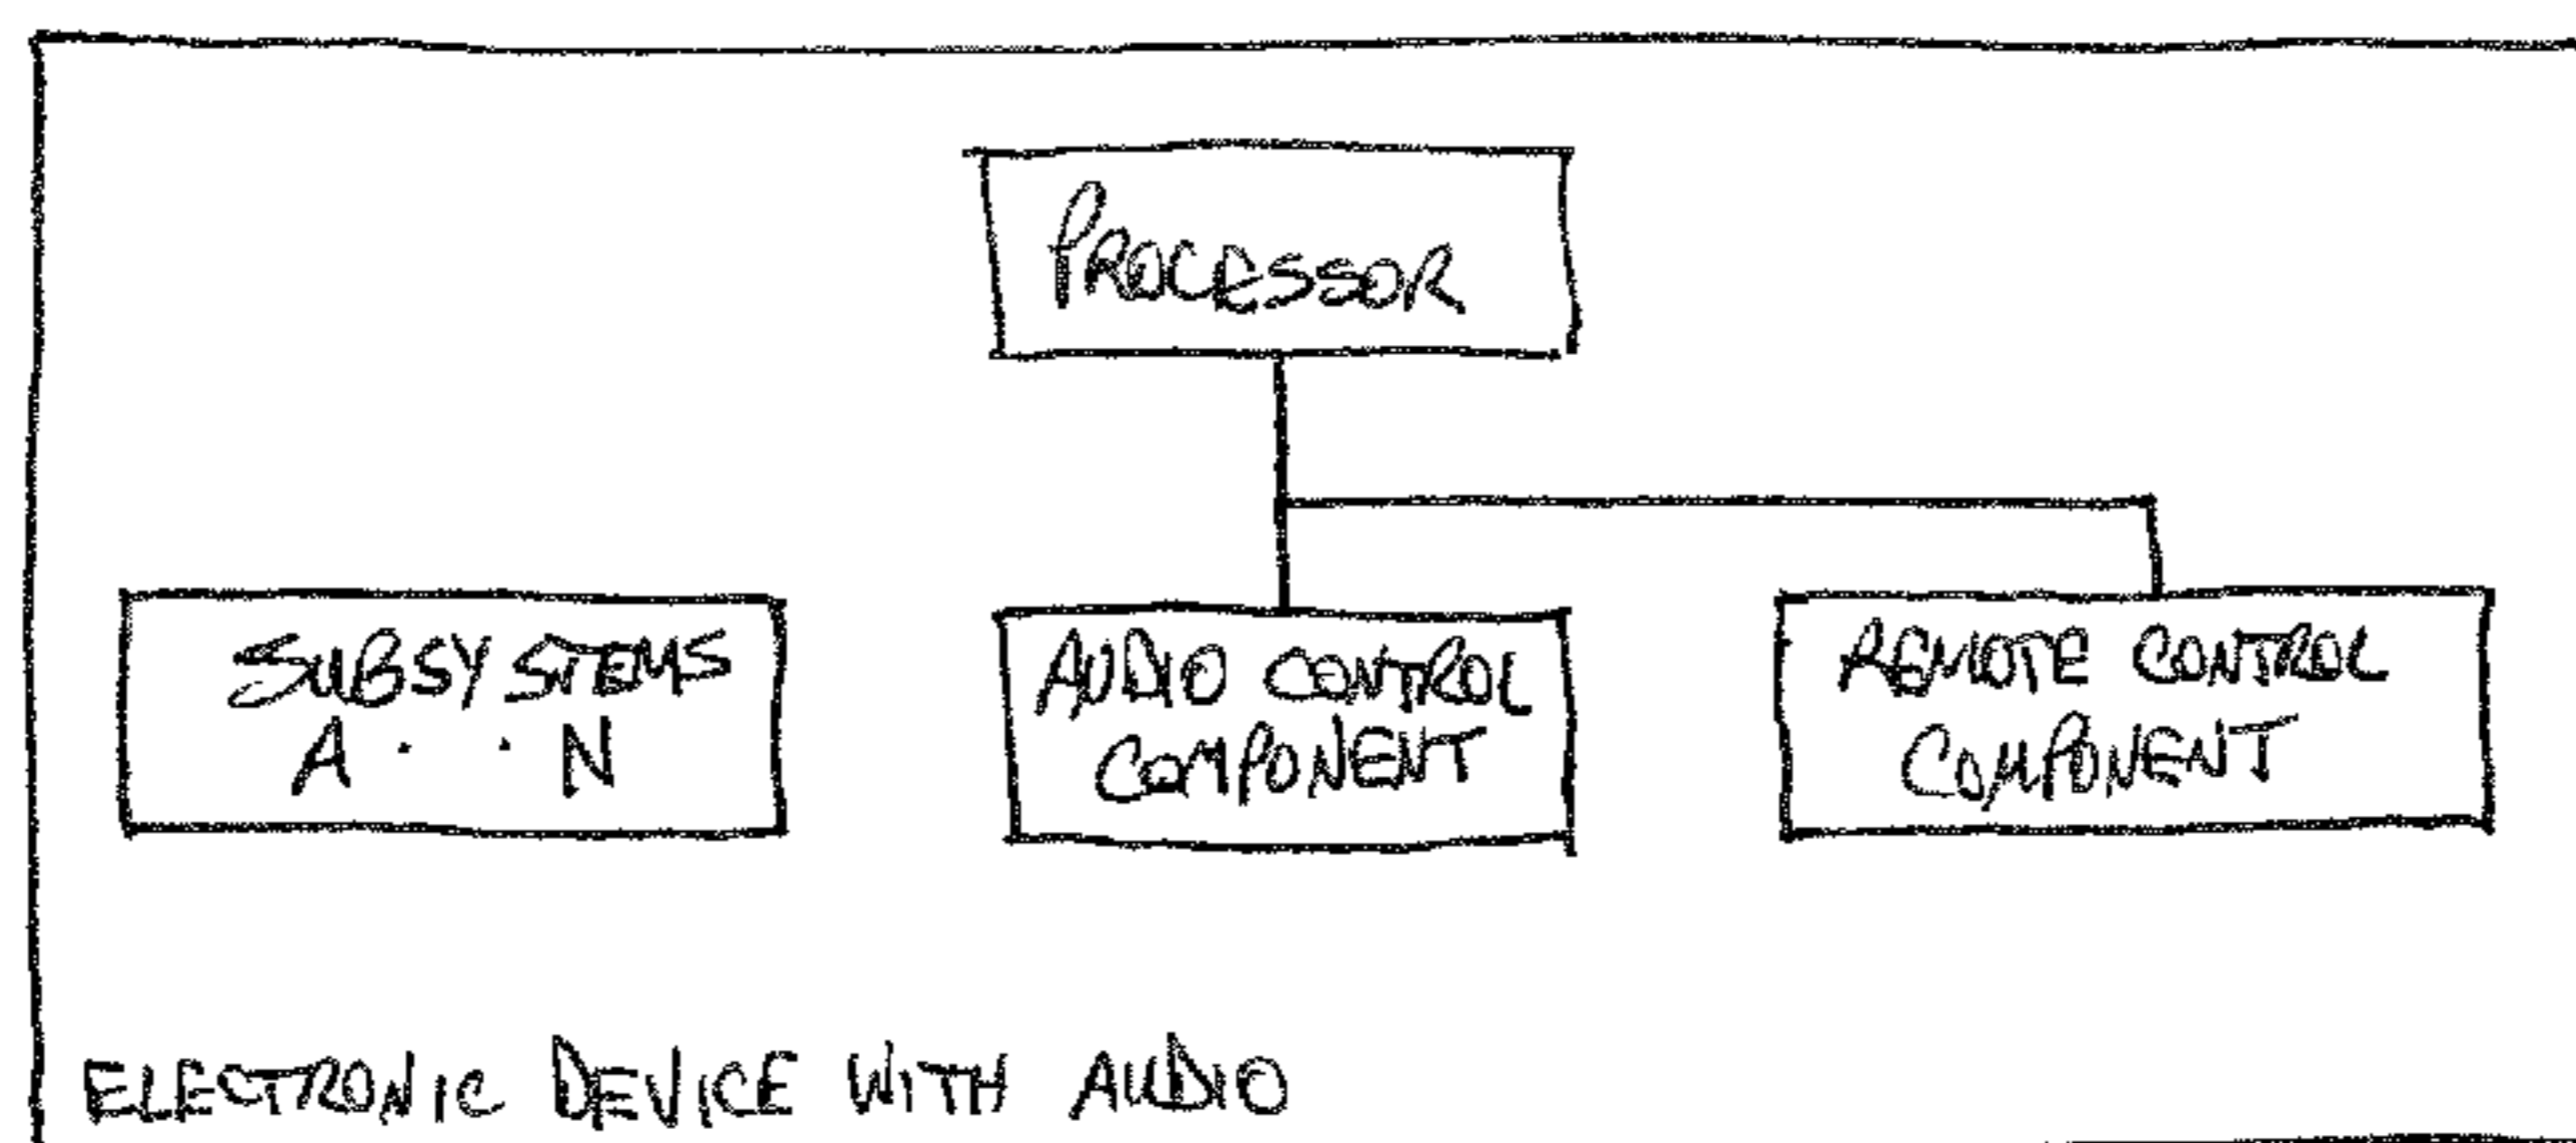 PROCESSOR
SUBSYSTEMS
A · · N
AUDIO CONTROL
COMPONENT
REMOTE CONTROL
COMPONENT
ELECTRONIC DEVICE WITH AUDIO